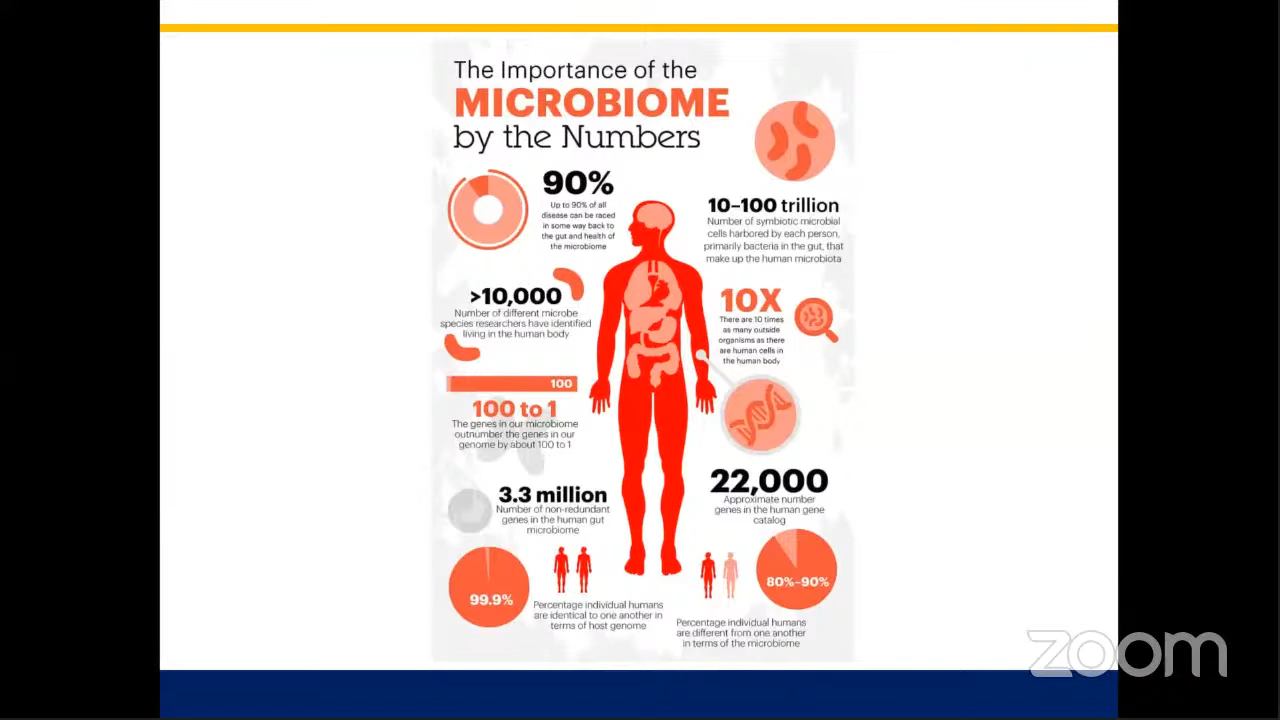 The Importance of the
MICROBIOME
by the Numbers
90%
Up to 90% of all
disease can be raced
in some way back to
the gut and health of
the microbiome
10–100 trillion
Number of symbiotic microbial
cells harbored by each person,
primarily bacteria in the gut, that
make up the human microbiota
>10,000
Number of different microbe
species researchers have identified
living in the human body
10X
There are 10 times
as many outside
organisms as there
are human cells in
the human body
100
100 to 1
The genes in our microbiome
outnumber the genes in our
genome by about 100 to 1
22,000
Approximate number
genes in the human gene
catalog
3.3 million
Number of non-redundant
genes in the human gut
microbiome
99.9%
Percentage individual humans
are identical to one another in
terms of host genome
80%–90%
Percentage individual humans
are different from one another
in terms of the microbiome
zoom